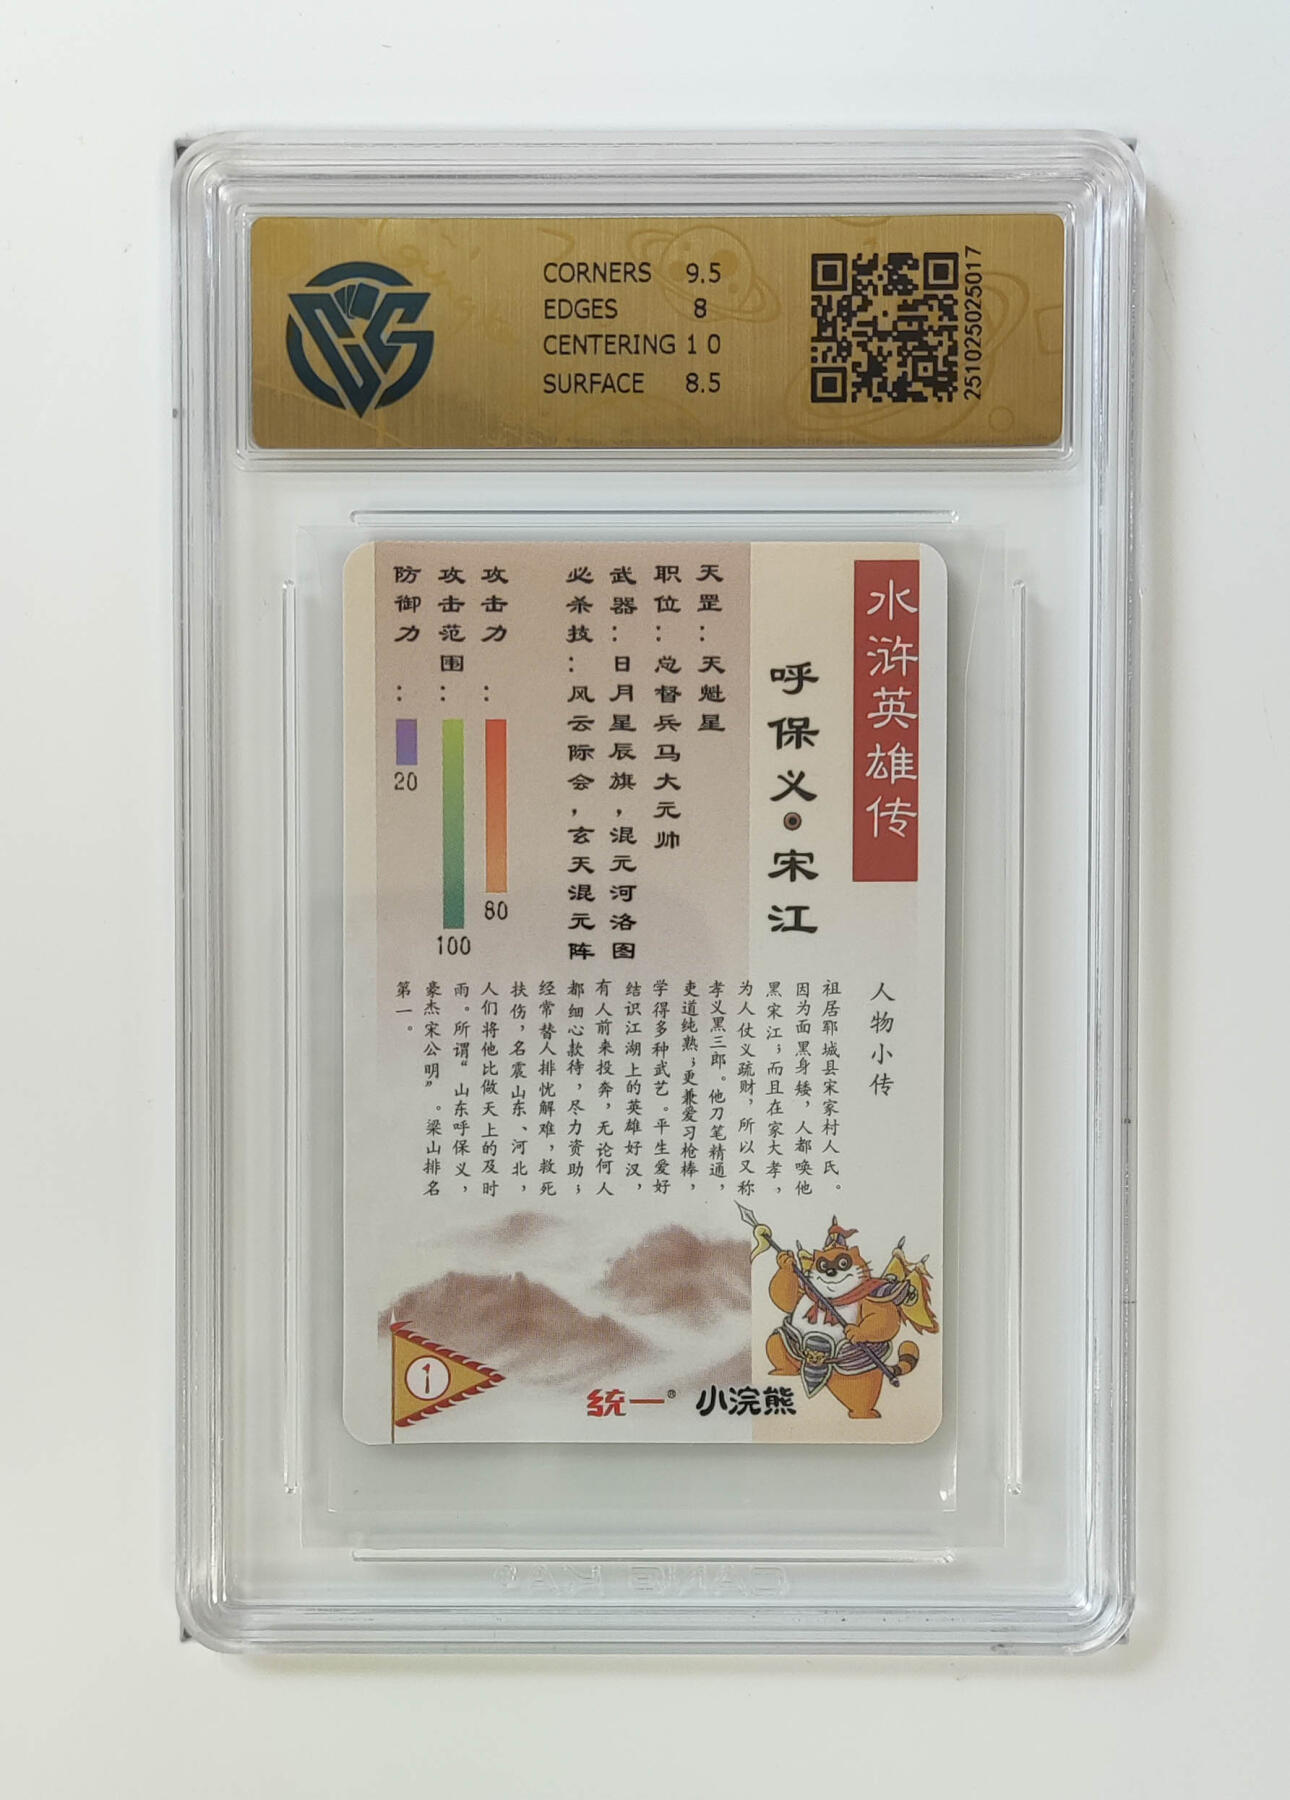 CORNERS 9.5
EDGES 8
CENTERING 10
SURFACE 8.5
251025025017
水浒英雄传
呼保义·宋江
天罡：天魁星
职位：总督兵马大元帅
武器：日月星辰旗，混元河洛图
必杀技：风云际会，玄天混元阵
攻击力：80
攻击范围：100
防御力：20
人物小传
祖居郓城县宋家村人氏。
因为面黑身矮，人都唤他
黑宋江；而且在家大孝，
为人仗义疏财，所以又称
孝义黑三郎。他刀笔精通，
吏道纯熟；更兼爱习枪棒，
学得多种武艺。平生爱好
结识江湖上的英雄好汉，
有人前来投奔，无论何人
都细心款待，尽力资助；
经常替人排忧解难，救死
扶伤，名震山东、河北，
人们将他比做天上的及时
雨。所谓“山东呼保义，
豪杰宋公明”。梁山排名
第一。
1
統一® 小浣熊